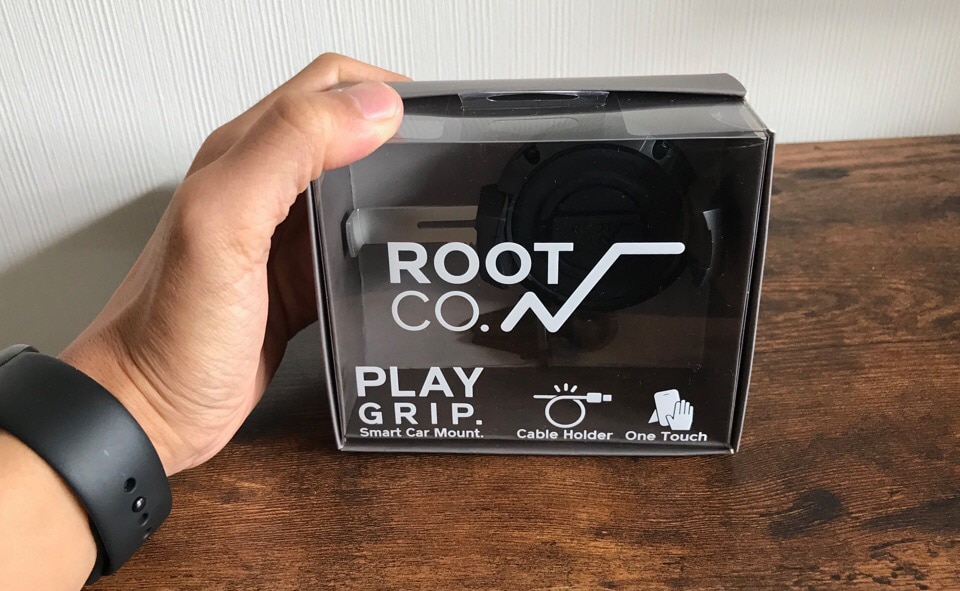 ROOT
CO.
PLAY
GRIP.
Smart Car Mount.
Cable Holder
One Touch